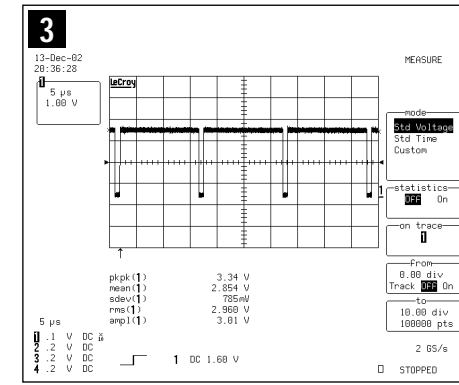 3
13-Dec-02
20:36:28
1
5 µs
1.00 V
LeCroy
1
MEASURE
mode
Std Voltage
Std Time
Custom
statistics
OFF On
on trace
1
from
0.00 div
Track OFF On
to
10.00 div
100000 pts
pkpk(1) 3.34 V
mean(1) 2.854 V
sdev(1) 785mV
rms(1) 2.960 V
ampl(1) 3.01 V
5 µs
1 .1 V DC
2 .2 V DC
3 .2 V DC
4 .2 V DC
1 DC 1.60 V
2 GS/s
STOPPED